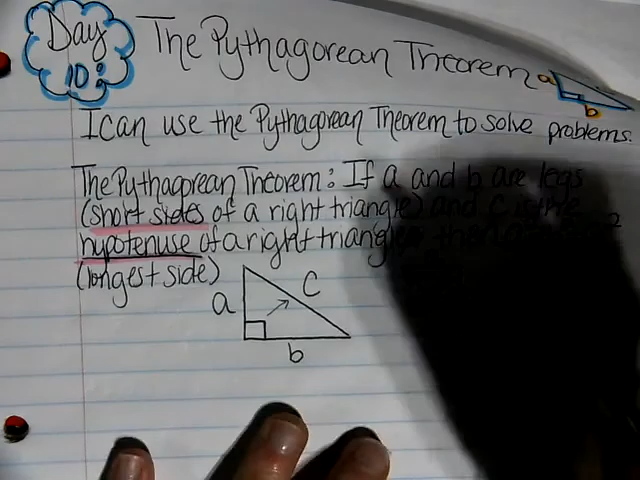 Day 10: The Pythagorean Theorem
a
b
I can use the Pythagorean Theorem to solve problems.
The Pythagorean Theorem: If a and b are legs
(short sides of a right triangle) and c is the
hypotenuse of a right triangle, then
(longest side)
a
c
b